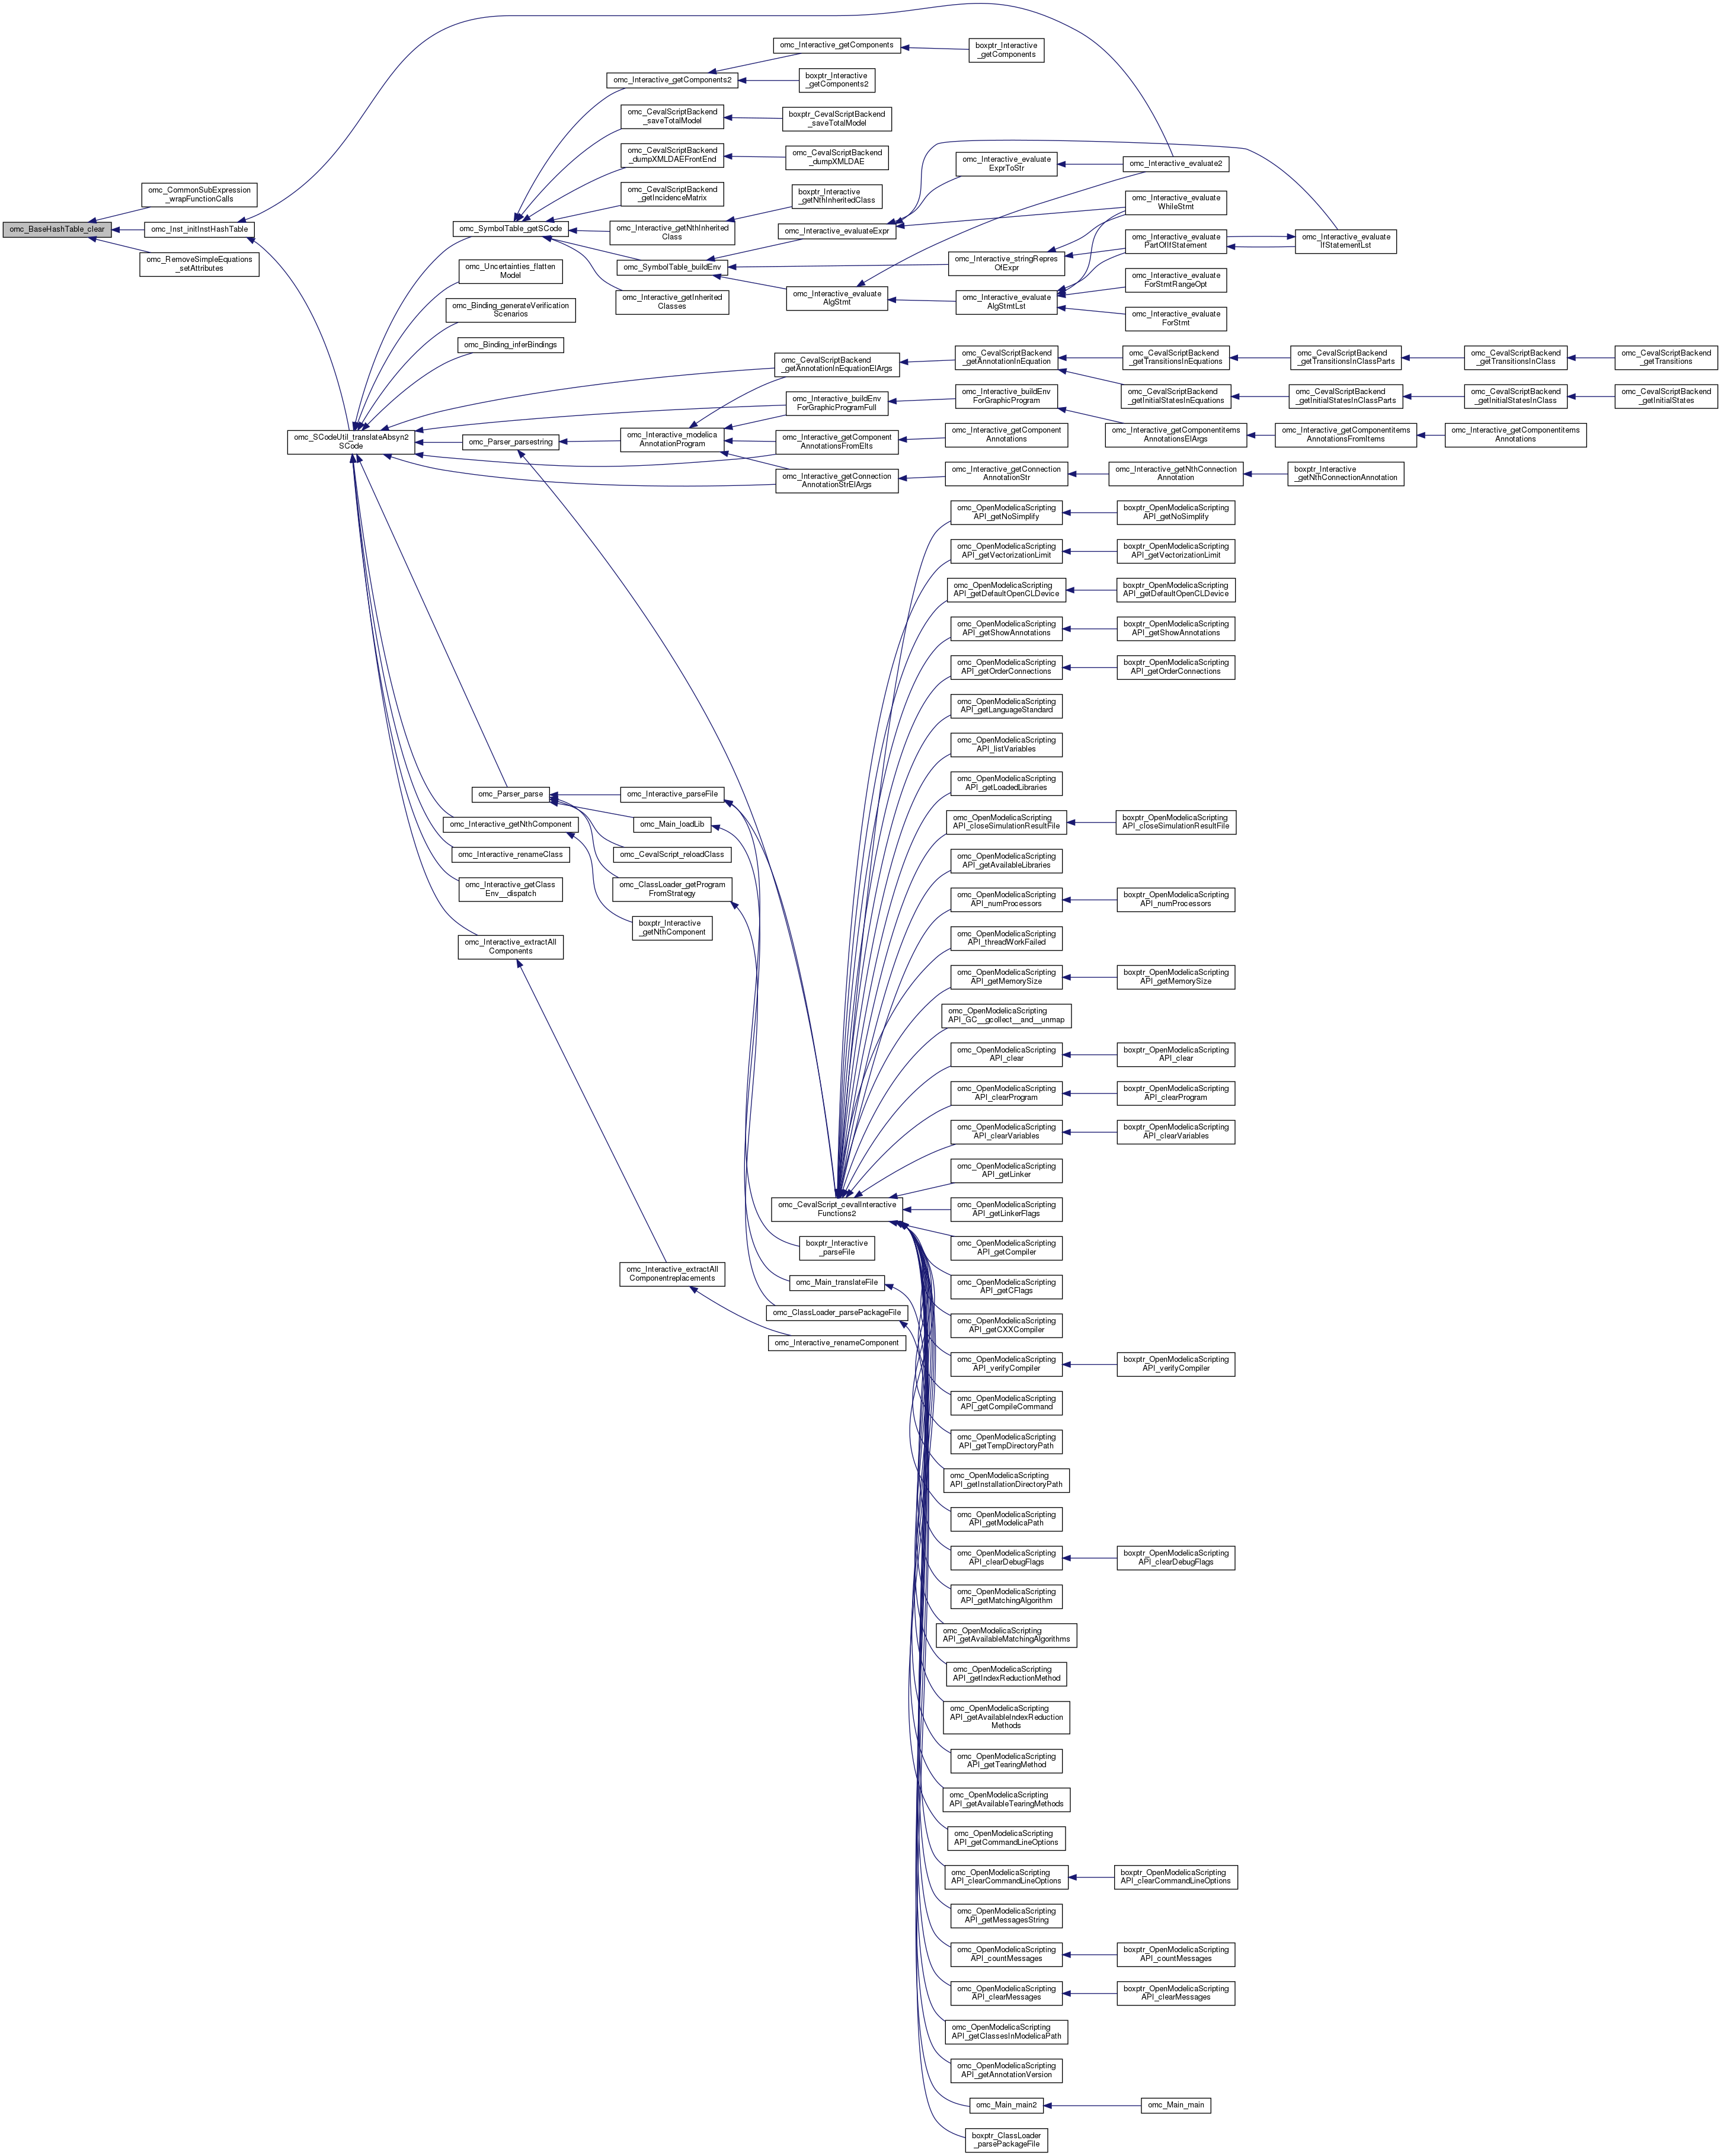 omc_BaseHashTable_clear
omc_CommonSubExpression
_wrapFunctionCalls
omc_Inst_initInstHashTable
omc_RemoveSimpleEquations
_setAttributes
omc_SCodeUtil_translateAbsyn2
SCode
omc_SymbolTable_getSCode
omc_Uncertainties_flatten
Model
omc_Binding_generateVerification
Scenarios
omc_Binding_inferBindings
omc_Parser_parsestring
omc_Parser_parse
omc_Interactive_getNthComponent
omc_Interactive_renameClass
omc_Interactive_getClass
Env__dispatch
omc_Interactive_extractAll
Components
omc_Interactive_getComponents2
omc_CevalScriptBackend
_saveTotalModel
omc_CevalScriptBackend
_dumpXMLDAEFrontEnd
omc_CevalScriptBackend
_getIncidenceMatrix
omc_Interactive_getNthInherited
Class
omc_SymbolTable_buildEnv
omc_Interactive_getInherited
Classes
omc_Interactive_modelica
AnnotationProgram
omc_Interactive_parseFile
omc_Main_loadLib
omc_CevalScript_reloadClass
omc_ClassLoader_getProgram
FromStrategy
boxptr_Interactive
_getNthComponent
omc_Interactive_extractAll
Componentreplacements
omc_Interactive_getComponents
boxptr_Interactive
_getComponents
boxptr_Interactive
_getComponents2
boxptr_CevalScriptBackend
_saveTotalModel
omc_CevalScriptBackend
_dumpXMLDAE
boxptr_Interactive
_getNthInheritedClass
omc_Interactive_evaluateExpr
omc_Interactive_evaluate
AlgStmt
omc_Interactive_evaluate
ExprToStr
omc_Interactive_stringRepres
OfExpr
omc_Interactive_evaluate
AlgStmtLst
omc_Interactive_evaluate2
omc_Interactive_evaluate
WhileStmt
omc_Interactive_evaluate
PartOfIfStatement
omc_Interactive_evaluate
ForStmtRangeOpt
omc_Interactive_evaluate
ForStmt
omc_Interactive_evaluate
IfStatementLst
omc_CevalScriptBackend
_getAnnotationInEquationElArgs
omc_CevalScriptBackend
_getAnnotationInEquation
omc_CevalScriptBackend
_getTransitionsInEquations
omc_CevalScriptBackend
_getTransitionsInClassParts
omc_CevalScriptBackend
_getTransitionsInClass
omc_CevalScriptBackend
_getTransitions
omc_CevalScriptBackend
_getInitialStatesInEquations
omc_CevalScriptBackend
_getInitialStatesInClassParts
omc_CevalScriptBackend
_getInitialStatesInClass
omc_CevalScriptBackend
_getInitialStates
omc_Interactive_buildEnv
ForGraphicProgramFull
omc_Interactive_buildEnv
ForGraphicProgram
omc_Interactive_getComponentitems
AnnotationsElArgs
omc_Interactive_getComponentitems
AnnotationsFromItems
omc_Interactive_getComponentitems
Annotations
omc_Interactive_getComponent
AnnotationsFromElts
omc_Interactive_getComponent
Annotations
omc_Interactive_getConnection
AnnotationStrElArgs
omc_Interactive_getConnection
AnnotationStr
omc_Interactive_getNthConnection
Annotation
boxptr_Interactive
_getNthConnectionAnnotation
omc_CevalScript_cevalInteractive
Functions2
boxptr_Interactive
_parseFile
omc_Main_translateFile
omc_ClassLoader_parsePackageFile
omc_Interactive_renameComponent
omc_OpenModelicaScripting
API_getNoSimplify
boxptr_OpenModelicaScripting
API_getNoSimplify
omc_OpenModelicaScripting
API_getVectorizationLimit
boxptr_OpenModelicaScripting
API_getVectorizationLimit
omc_OpenModelicaScripting
API_getDefaultOpenCLDevice
boxptr_OpenModelicaScripting
API_getDefaultOpenCLDevice
omc_OpenModelicaScripting
API_getShowAnnotations
boxptr_OpenModelicaScripting
API_getShowAnnotations
omc_OpenModelicaScripting
API_getOrderConnections
boxptr_OpenModelicaScripting
API_getOrderConnections
omc_OpenModelicaScripting
API_getLanguageStandard
omc_OpenModelicaScripting
API_listVariables
omc_OpenModelicaScripting
API_getLoadedLibraries
omc_OpenModelicaScripting
API_closeSimulationResultFile
boxptr_OpenModelicaScripting
API_closeSimulationResultFile
omc_OpenModelicaScripting
API_getAvailableLibraries
omc_OpenModelicaScripting
API_numProcessors
boxptr_OpenModelicaScripting
API_numProcessors
omc_OpenModelicaScripting
API_threadWorkFailed
omc_OpenModelicaScripting
API_getMemorySize
boxptr_OpenModelicaScripting
API_getMemorySize
omc_OpenModelicaScripting
API_GC__gcollect__and__unmap
omc_OpenModelicaScripting
API_clear
boxptr_OpenModelicaScripting
API_clear
omc_OpenModelicaScripting
API_clearProgram
boxptr_OpenModelicaScripting
API_clearProgram
omc_OpenModelicaScripting
API_clearVariables
boxptr_OpenModelicaScripting
API_clearVariables
omc_OpenModelicaScripting
API_getLinker
omc_OpenModelicaScripting
API_getLinkerFlags
omc_OpenModelicaScripting
API_getCompiler
omc_OpenModelicaScripting
API_getCFlags
omc_OpenModelicaScripting
API_getCXXCompiler
omc_OpenModelicaScripting
API_verifyCompiler
boxptr_OpenModelicaScripting
API_verifyCompiler
omc_OpenModelicaScripting
API_getCompileCommand
omc_OpenModelicaScripting
API_getTempDirectoryPath
omc_OpenModelicaScripting
API_getInstallationDirectoryPath
omc_OpenModelicaScripting
API_getModelicaPath
omc_OpenModelicaScripting
API_clearDebugFlags
boxptr_OpenModelicaScripting
API_clearDebugFlags
omc_OpenModelicaScripting
API_getMatchingAlgorithm
omc_OpenModelicaScripting
API_getAvailableMatchingAlgorithms
omc_OpenModelicaScripting
API_getIndexReductionMethod
omc_OpenModelicaScripting
API_getAvailableIndexReduction
Methods
omc_OpenModelicaScripting
API_getTearingMethod
omc_OpenModelicaScripting
API_getAvailableTearingMethods
omc_OpenModelicaScripting
API_getCommandLineOptions
omc_OpenModelicaScripting
API_clearCommandLineOptions
boxptr_OpenModelicaScripting
API_clearCommandLineOptions
omc_OpenModelicaScripting
API_getMessagesString
omc_OpenModelicaScripting
API_countMessages
boxptr_OpenModelicaScripting
API_countMessages
omc_OpenModelicaScripting
API_clearMessages
boxptr_OpenModelicaScripting
API_clearMessages
omc_OpenModelicaScripting
API_getClassesInModelicaPath
omc_OpenModelicaScripting
API_getAnnotationVersion
omc_Main_main2
omc_Main_main
boxptr_ClassLoader
_parsePackageFile